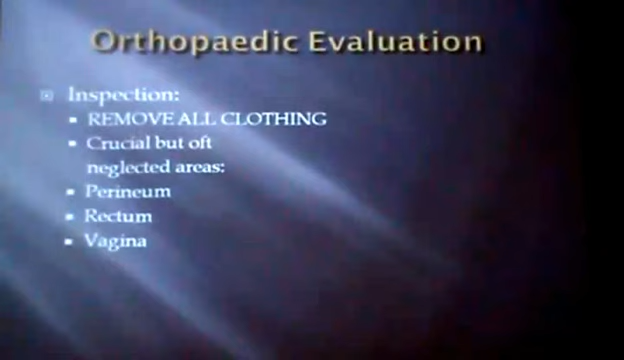 Orthopaedic Evaluation
Inspection:
REMOVE ALL CLOTHING
Crucial but oft
neglected areas:
Perineum
Rectum
Vagina